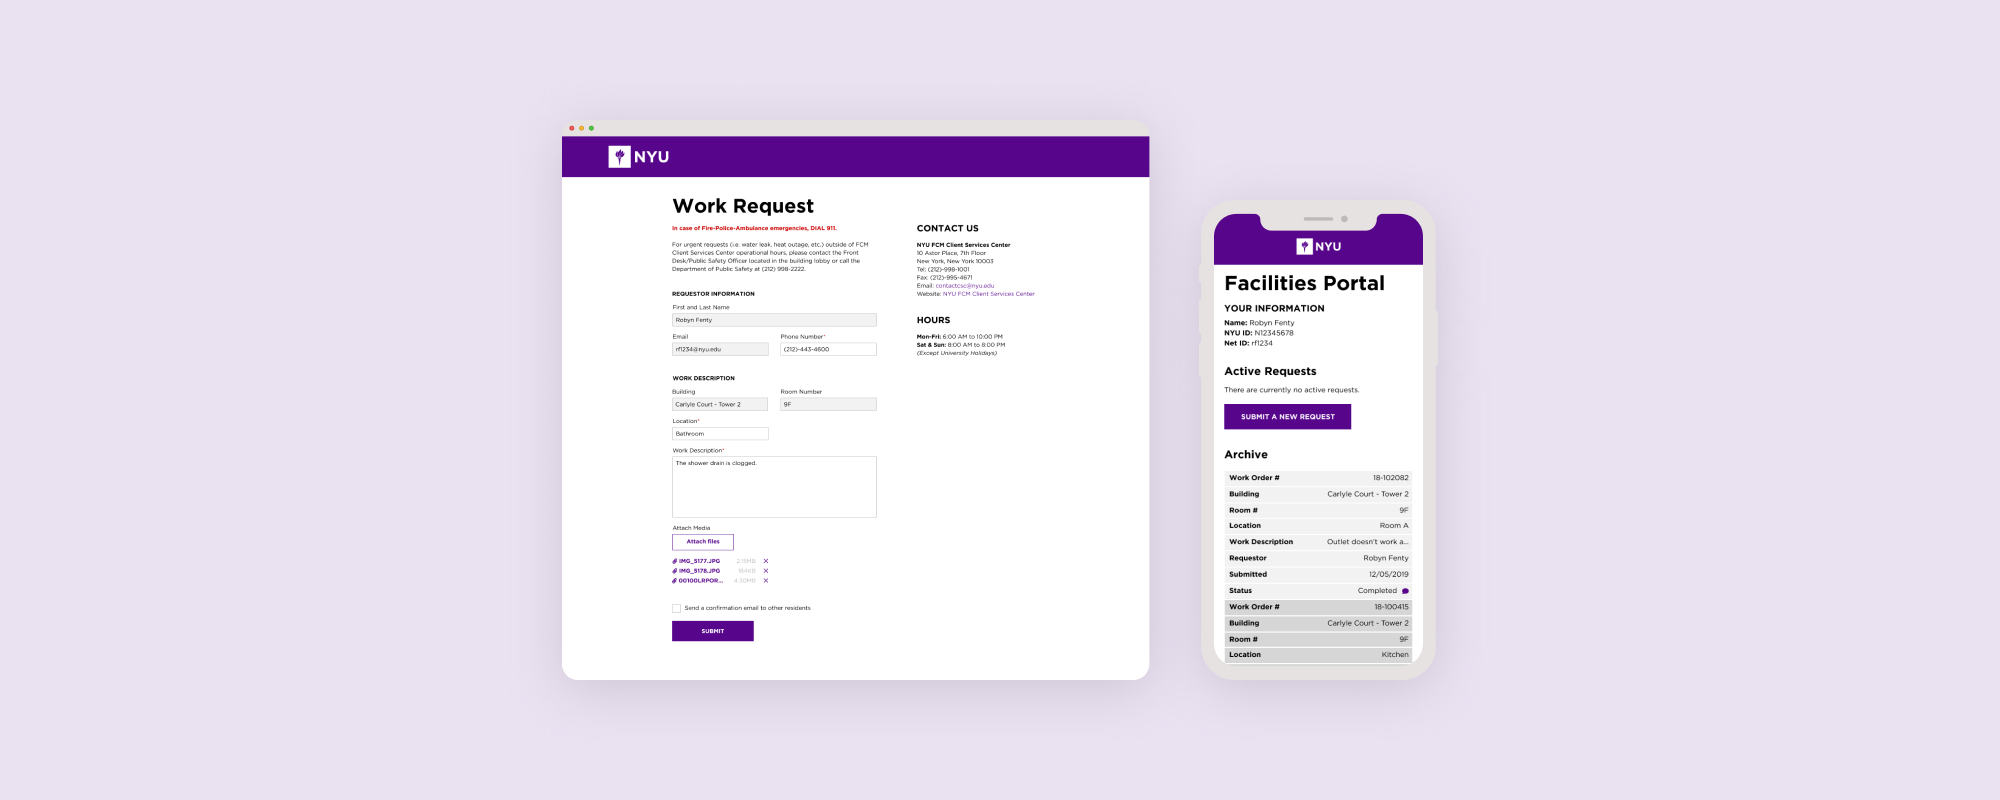 NYU
Work Request
In case of Fire-Police-Ambulance emergencies, DIAL 911.
For urgent requests (i.e. water leak, heat outage, etc.) outside of FCM
Client Services Center operational hours, please contact the Front
Desk/Public Safety Officer located in the building lobby or call the
Department of Public Safety at (212) 998-2222.
REQUESTOR INFORMATION
First and Last Name
Robyn Fenty
Email
Phone Number*
rf1234@nyu.edu
(212)-443-4600
WORK DESCRIPTION
Building
Room Number
Carlyle Court - Tower 2
9F
Location*
Bathroom
Work Description*
The shower drain is clogged.
Attach Media
Attach files
IMG_5177.JPG 2.15MB
IMG_5178.JPG 184KB
00100LRPOR... 4.30MB
Send a confirmation email to other residents
SUBMIT
CONTACT US
NYU FCM Client Services Center
10 Astor Place, 7th Floor
New York, New York 10003
Tel: (212)-998-1001
Fax: (212)-995-4671
Email: contactcsc@nyu.edu
Website: NYU FCM Client Services Center
HOURS
Mon-Fri: 6:00 AM to 10:00 PM
Sat & Sun: 8:00 AM to 8:00 PM
(Except University Holidays)
NYU
Facilities Portal
YOUR INFORMATION
Name: Robyn Fenty
NYU ID: N12345678
Net ID: rf1234
Active Requests
There are currently no active requests.
SUBMIT A NEW REQUEST
Archive
Work Order # 18-102082
Building Carlyle Court - Tower 2
Room # 9F
Location Room A
Work Description Outlet doesn't work a...
Requestor Robyn Fenty
Submitted 12/05/2019
Status Completed
Work Order # 18-100415
Building Carlyle Court - Tower 2
Room # 9F
Location Kitchen